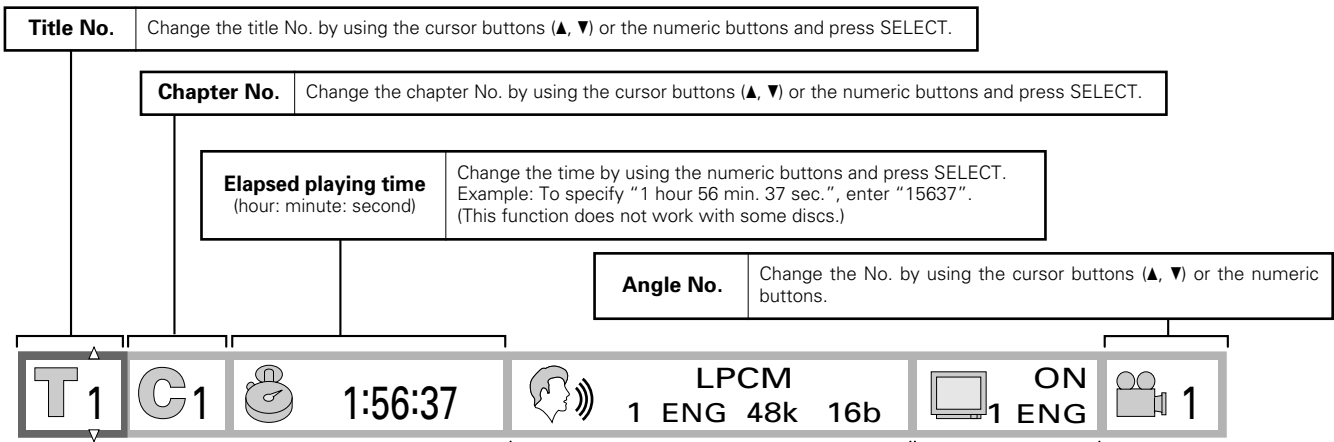 Title No.
Change the title No. by using the cursor buttons (▲, ▼) or the numeric buttons and press SELECT.
Chapter No.
Change the chapter No. by using the cursor buttons (▲, ▼) or the numeric buttons and press SELECT.
Elapsed playing time
(hour: minute: second)
Change the time by using the numeric buttons and press SELECT.
Example: To specify “1 hour 56 min. 37 sec.”, enter “15637”.
(This function does not work with some discs.)
Angle No.
Change the No. by using the cursor buttons (▲, ▼) or the numeric
buttons.
T 1
C 1
1:56:37
LPCM
1 ENG 48k 16b
ON
1 ENG
1